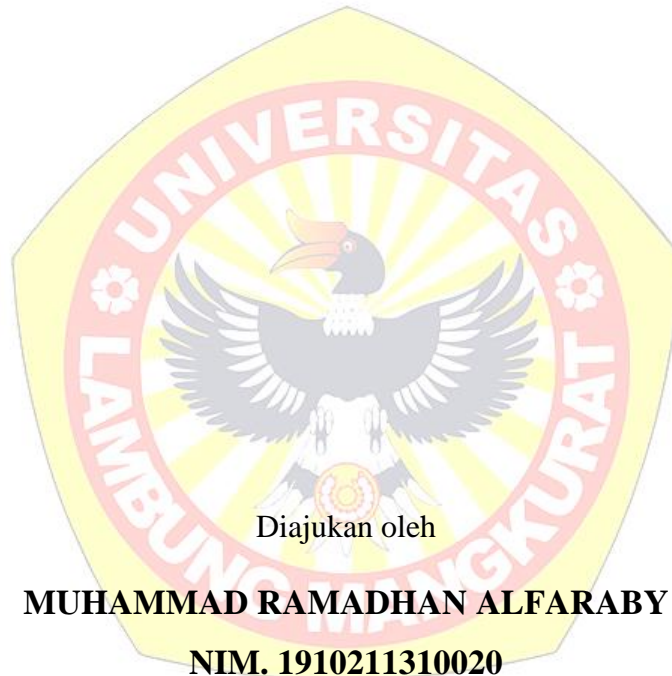 UNIVERSITAS
LAMBUNG MANGKURAT
Diajukan oleh
MUHAMMAD RAMADHAN ALFARABY
NIM. 1910211310020